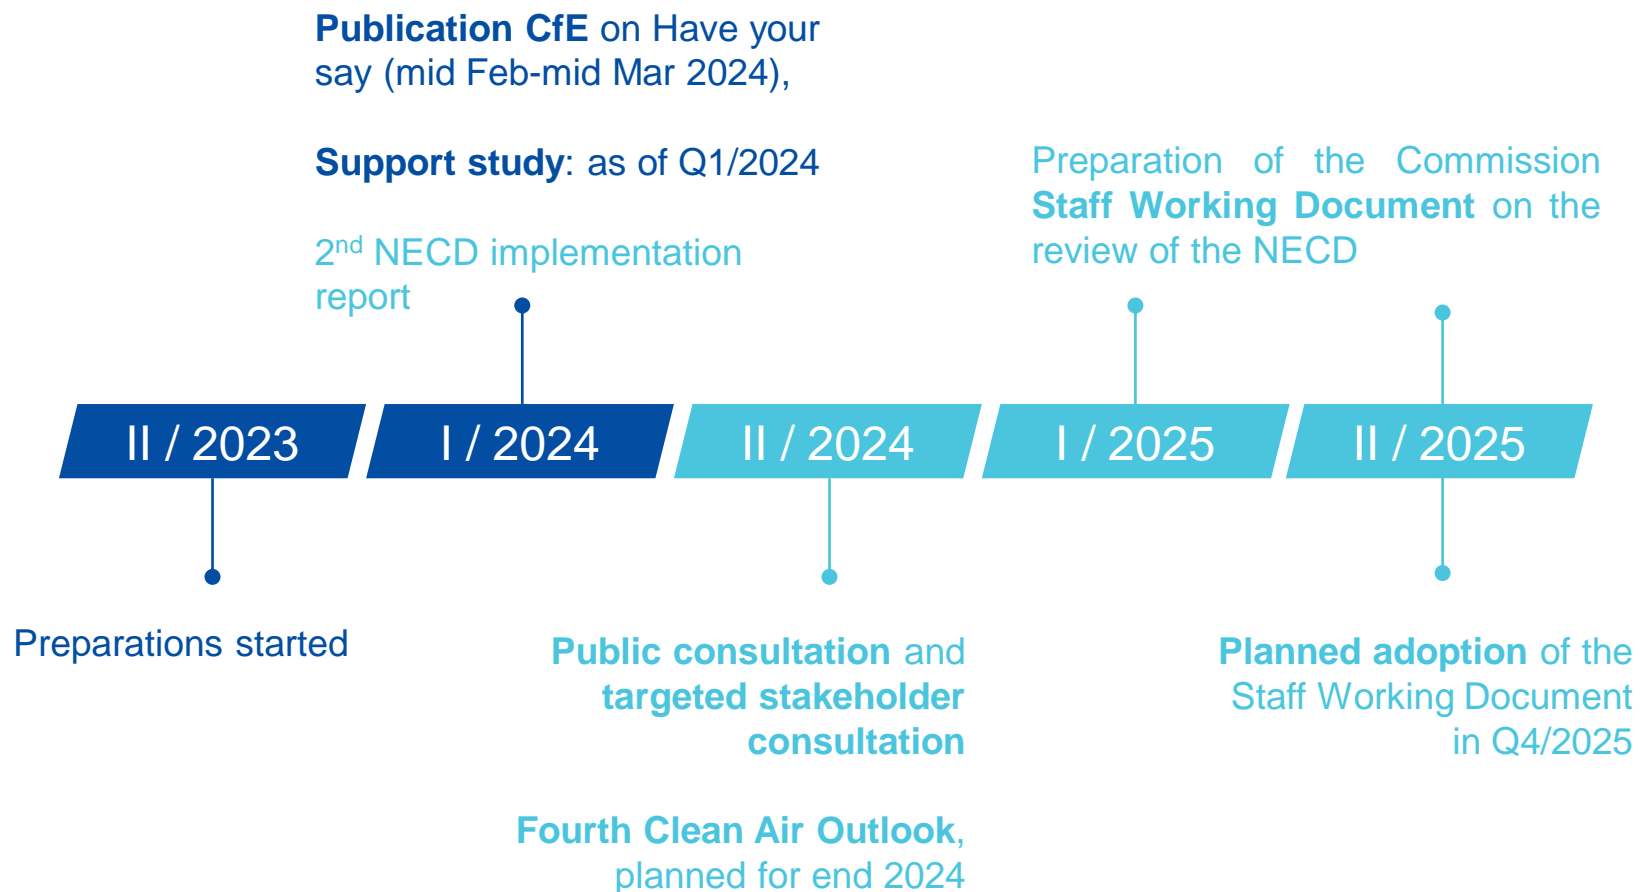 Publication CfE on Have your
say (mid Feb-mid Mar 2024),
Support study: as of Q1/2024
2nd NECD implementation
report
Preparation of the Commission
Staff Working Document on the
review of the NECD
II / 2023
I / 2024
II / 2024
I / 2025
II / 2025
Preparations started
Public consultation and
targeted stakeholder
consultation
Fourth Clean Air Outlook,
planned for end 2024
Planned adoption of the
Staff Working Document
in Q4/2025